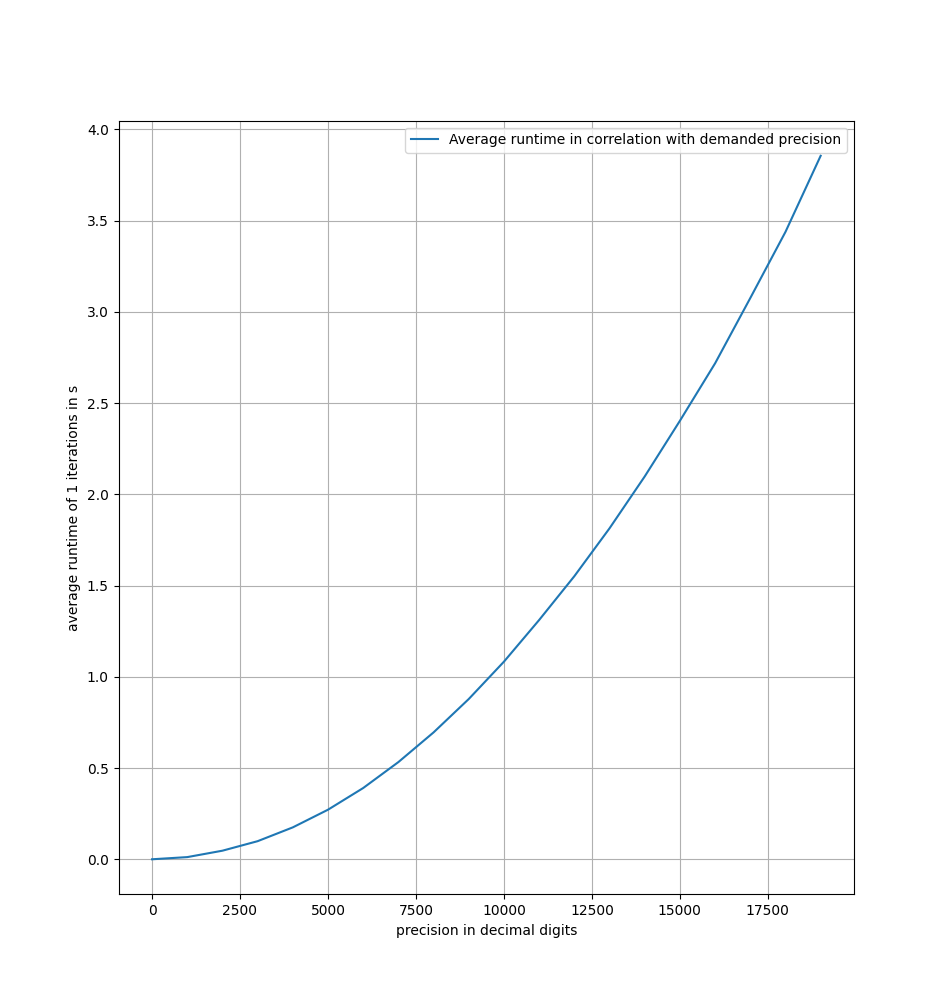 Average runtime in correlation with demanded precision
4.0
3.5
3.0
2.5
2.0
1.5
1.0
0.5
0.0
average runtime of 1 iterations in s
0 2500 5000 7500 10000 12500 15000 17500
precision in decimal digits